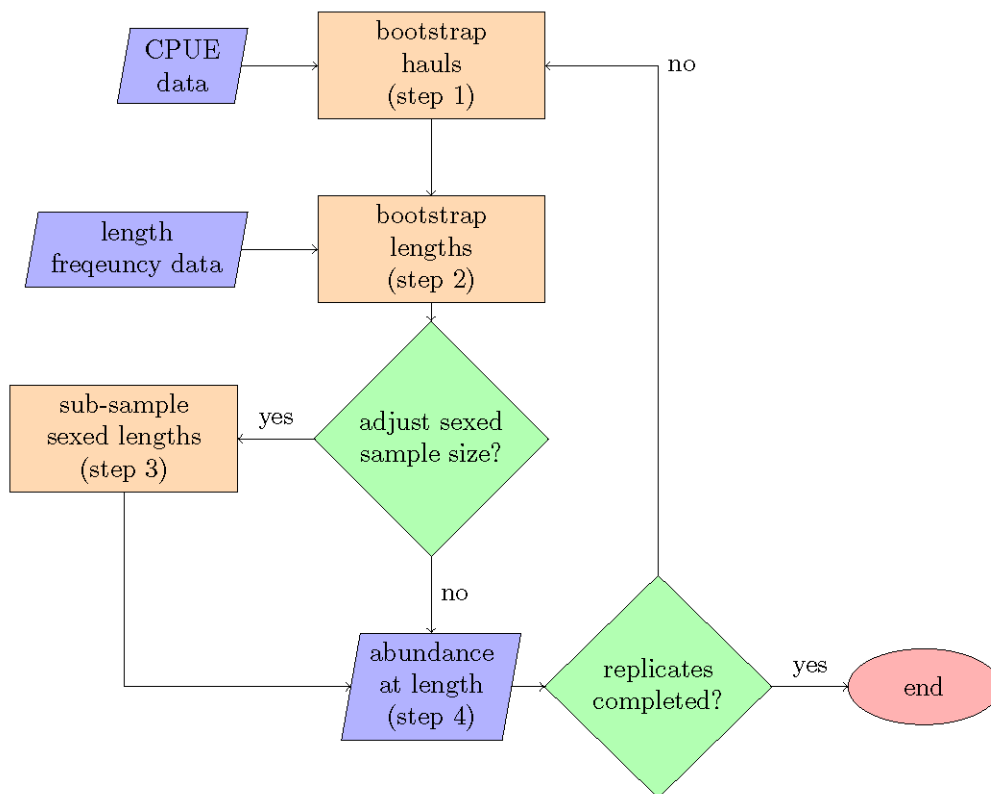 CPUE
data
bootstrap
hauls
(step 1)
no
length
freqeuncy data
bootstrap
lengths
(step 2)
sub-sample
sexed lengths
(step 3)
yes
adjust sexed
sample size?
no
abundance
at length
(step 4)
replicates
completed?
yes
end